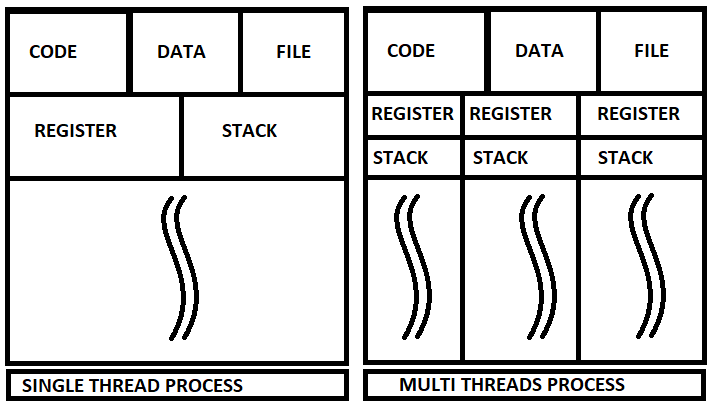 CODE DATA FILE
REGISTER STACK
SINGLE THREAD PROCESS
CODE DATA FILE
REGISTER REGISTER REGISTER
STACK STACK STACK
MULTI THREADS PROCESS